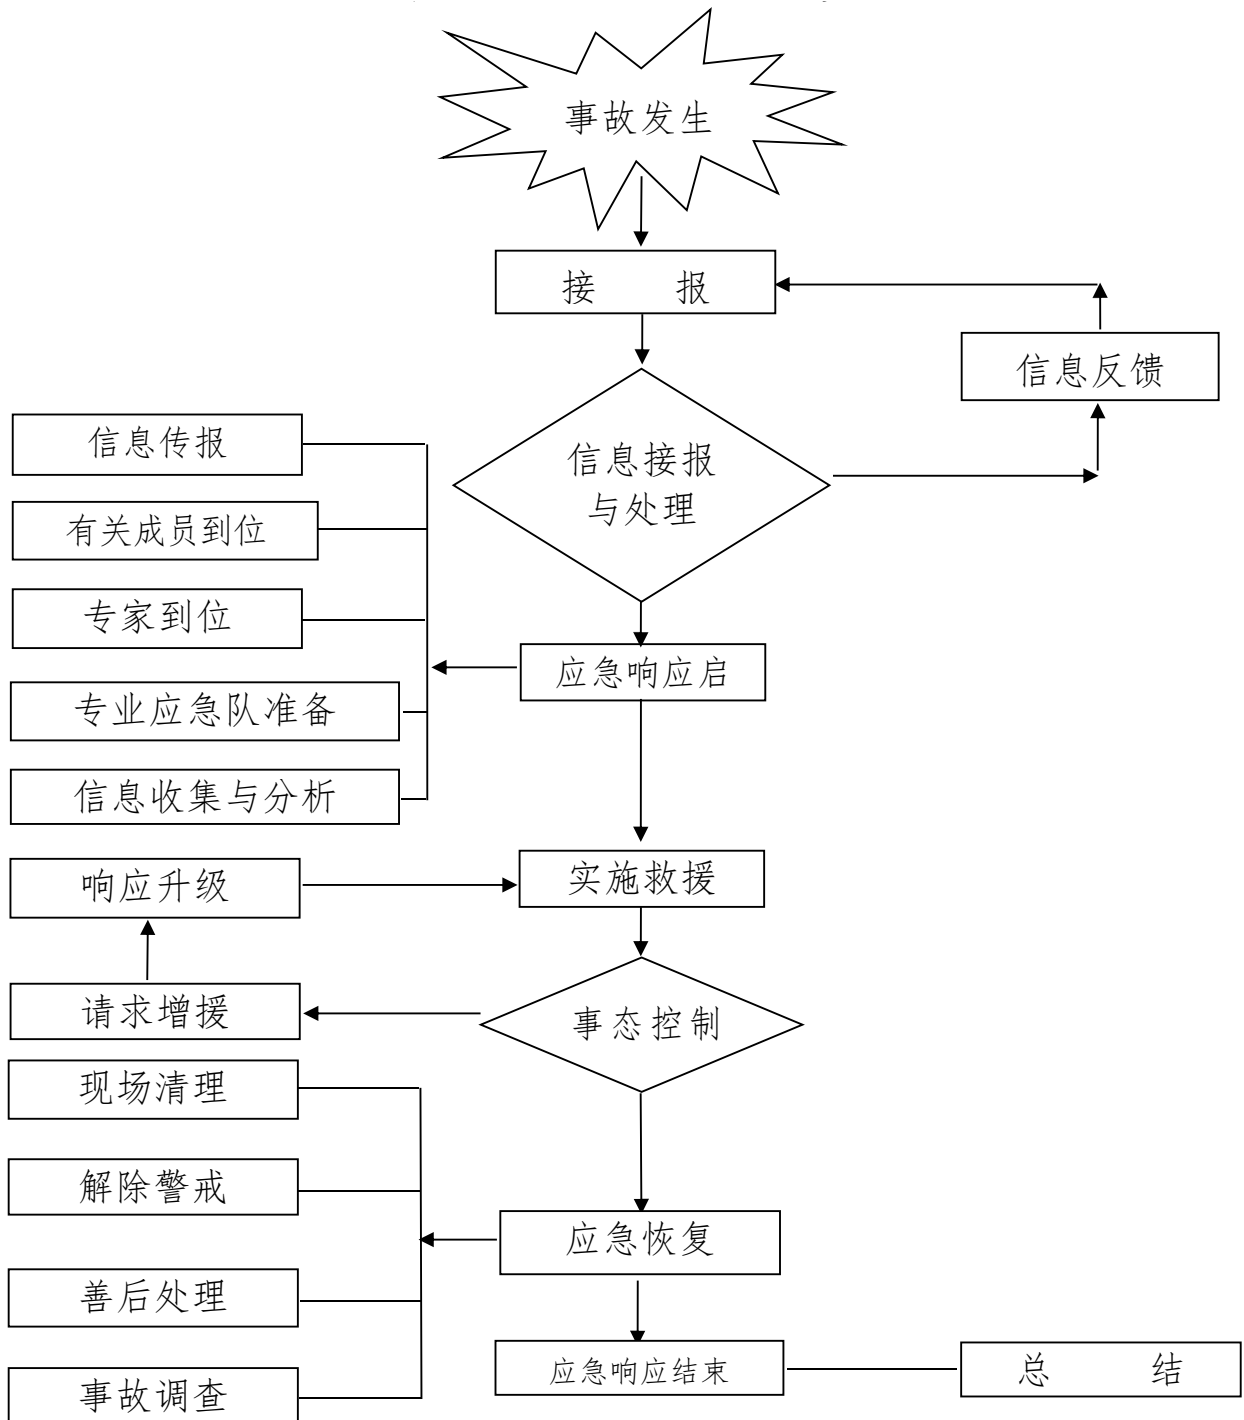 事故发生
接 报
信息反馈
信息接报
与处理
信息传报
有关成员到位
专家到位
应急响应启
专业应急队准备
信息收集与分析
响应升级
实施救援
请求增援
事态控制
现场清理
解除警戒
应急恢复
善后处理
应急响应结束
总 结
事故调查